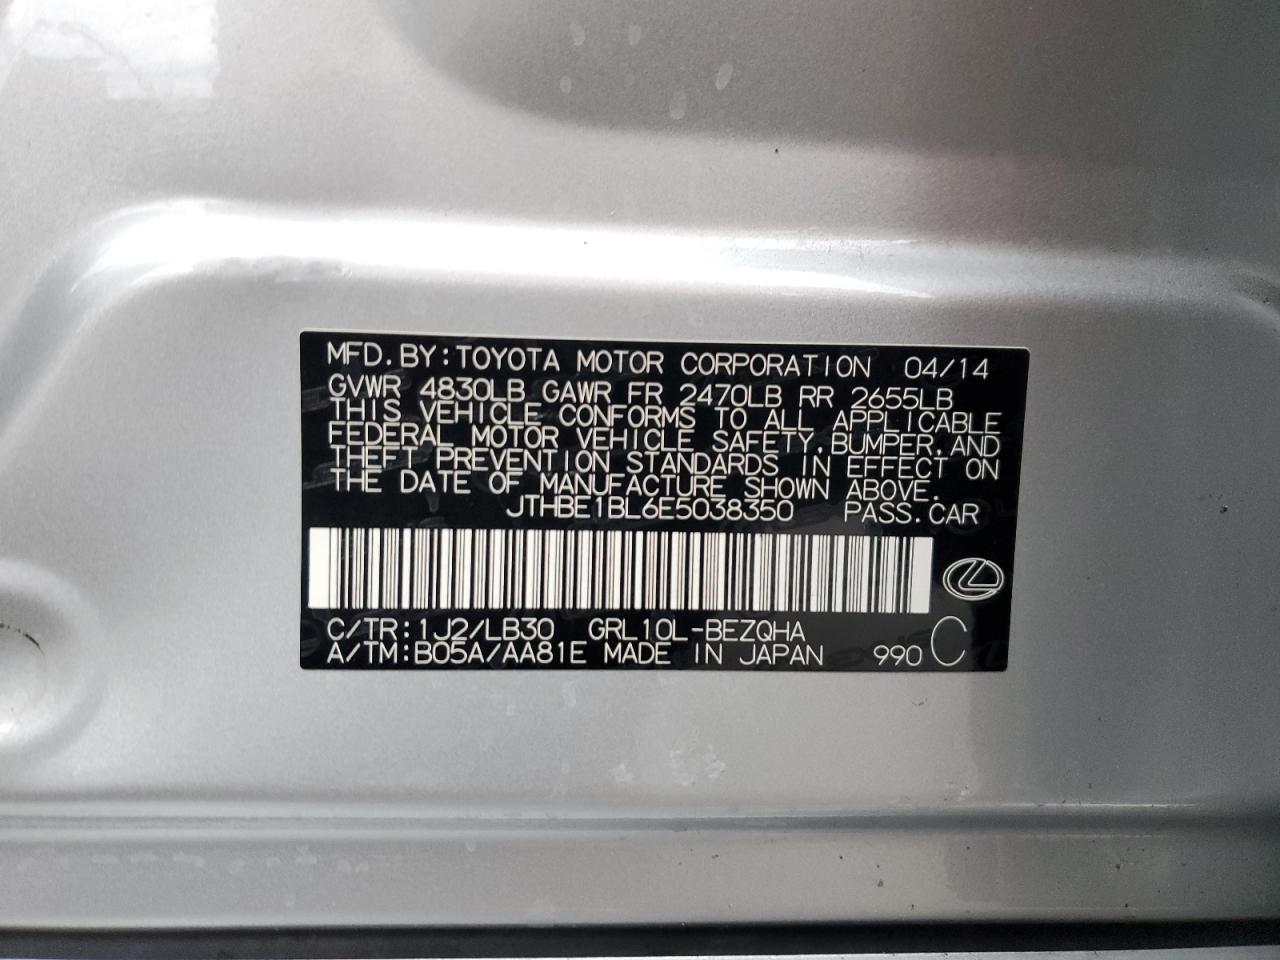 MFD. BY: TOYOTA MOTOR CORPORATION 04/14
GVWR 4830LB GAWR FR 2470LB RR 2655LB
THIS VEHICLE CONFORMS TO ALL APPLICABLE
FEDERAL MOTOR VEHICLE SAFETY, BUMPER, AND
THEFT PREVENTION STANDARDS IN EFFECT ON
THE DATE OF MANUFACTURE SHOWN ABOVE.
JTHBE1BL6E5038350 PASS. CAR
C/TR: 1J2/LB30 GRL10L-BEZQHA
A/TM: B05A/AA81E MADE IN JAPAN 990 C